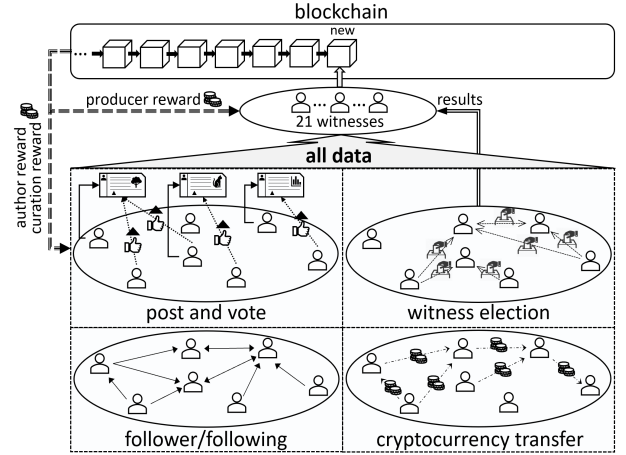 blockchain
new
...
producer reward
... ...
21 witnesses
results
author reward
curation reward
all data
post and vote
witness election
follower/following
cryptocurrency transfer